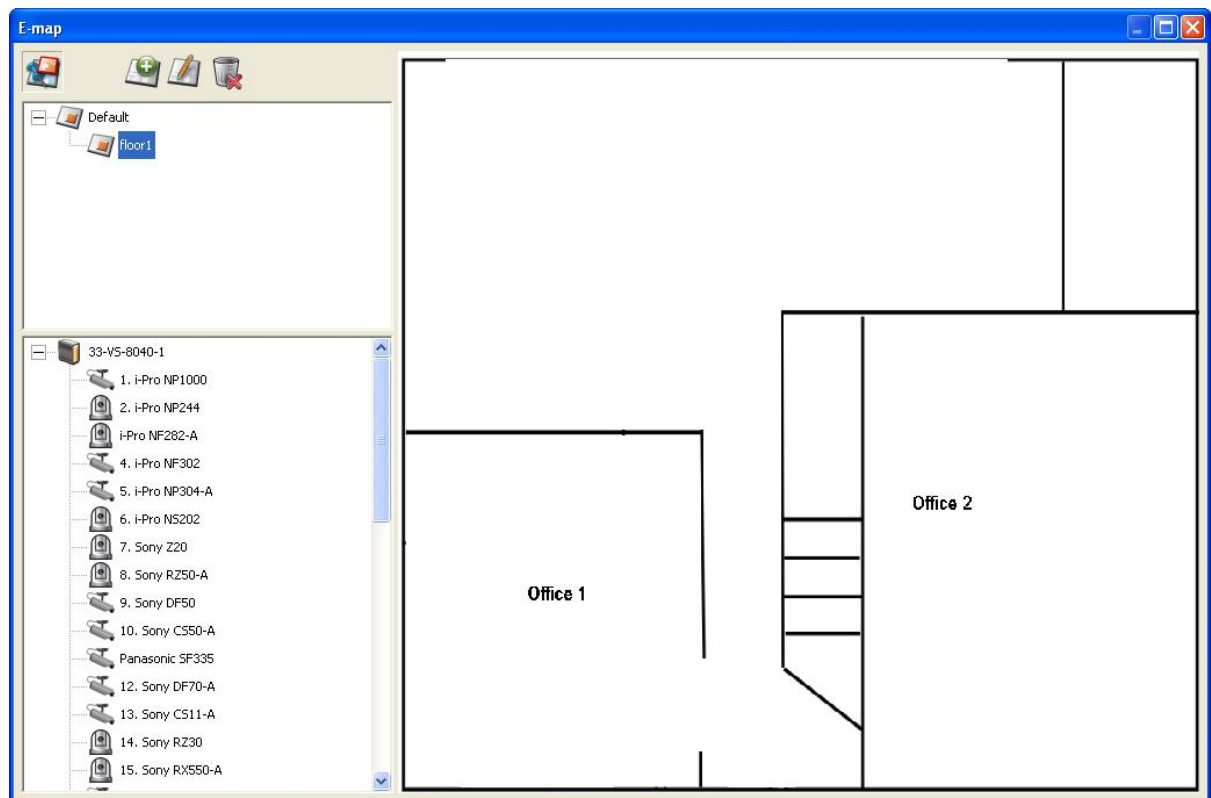 E-map
Default
floor1
33-VS-8040-1
1. i-Pro NP1000
2. i-Pro NP244
i-Pro NF282-A
4. i-Pro NF302
5. i-Pro NP304-A
6. i-Pro NS202
7. Sony Z20
8. Sony RZ50-A
9. Sony DF50
10. Sony CS50-A
Panasonic SF335
12. Sony DF70-A
13. Sony CS11-A
14. Sony RZ30
15. Sony RX550-A
Office 1
Office 2